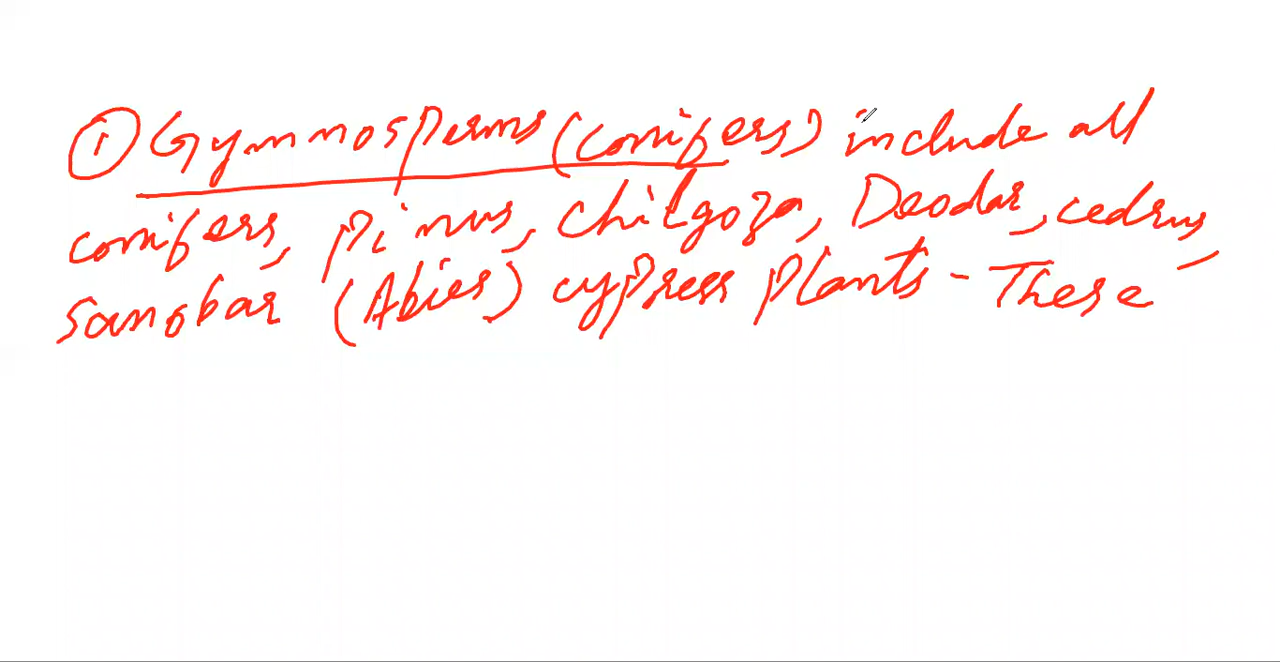 ① Gymnosperms (conifers) include all
conifers, Pinus, Chilgoza, Deodar, cedrus,
Sanobar (Abies) cypress plants - These